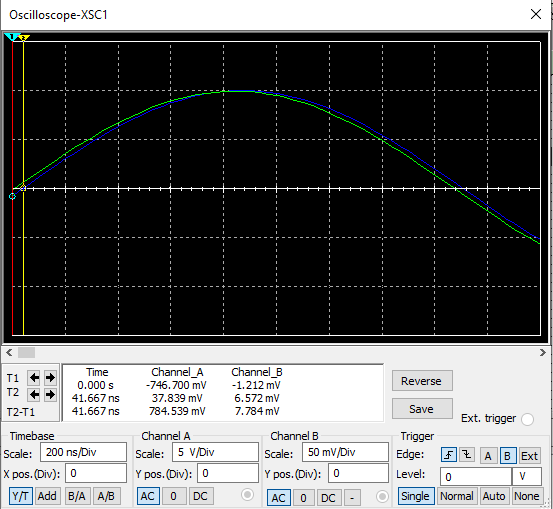 Oscilloscope-XSC1
1 2
T1
T2
T2-T1
Time Channel_A Channel_B
0.000 s -746.700 mV -1.212 mV
41.667 ns 37.839 mV 6.572 mV
41.667 ns 784.539 mV 7.784 mV
Reverse
Save
Ext. trigger
Timebase
Scale: 200 ns/Div
X pos.(Div): 0
Y/T Add B/A A/B
Channel A
Scale: 5 V/Div
Y pos.(Div): 0
AC 0 DC
Channel B
Scale: 50 mV/Div
Y pos.(Div): 0
AC 0 DC -
Trigger
Edge: A B Ext
Level: 0 V
Single Normal Auto None